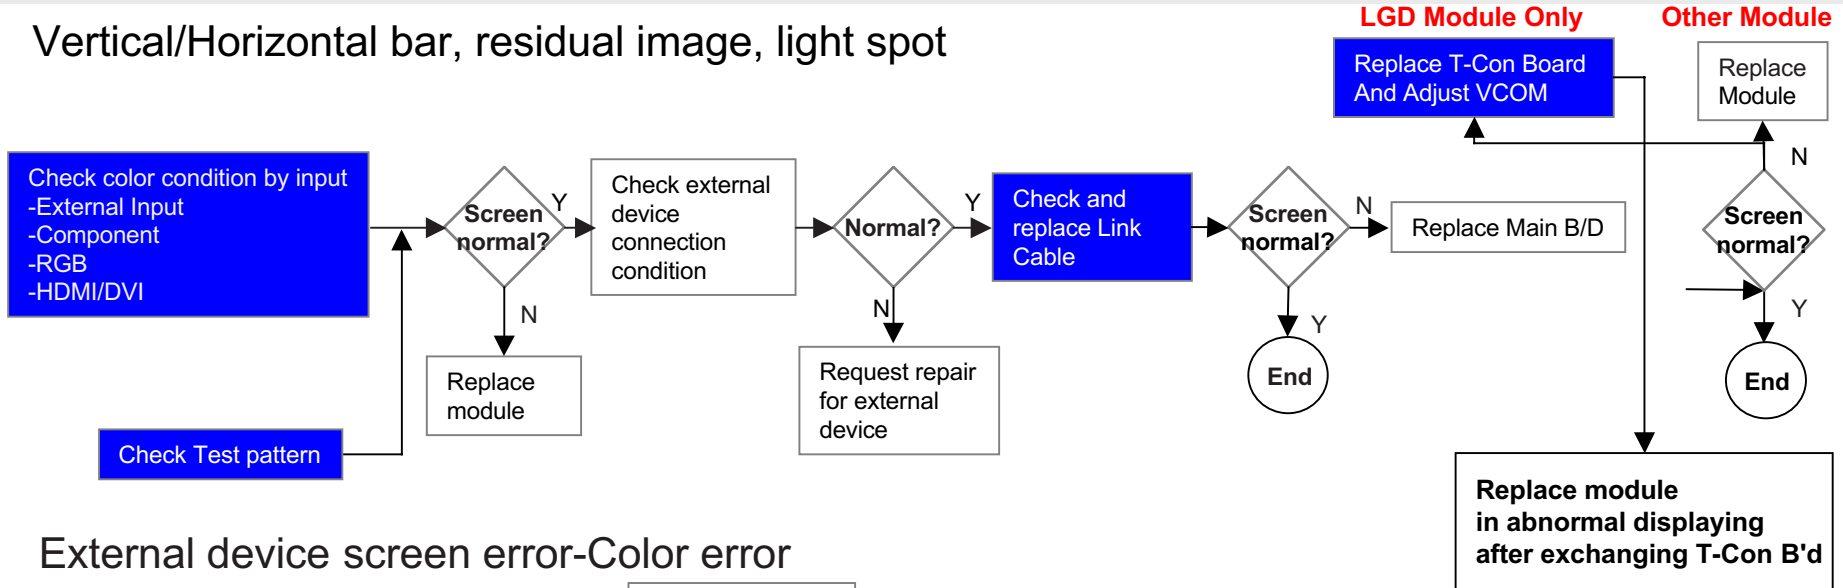 LGD Module Only
Other Module
Vertical/Horizontal bar, residual image, light spot
Replace T-Con Board
And Adjust VCOM
Replace
Module
Check color condition by input
-External Input
-Component
-RGB
-HDMI/DVI
Screen
normal?
Y
N
Replace
module
Check external
device
connection
condition
Normal?
Y
N
Request repair
for external
device
Check and
replace Link
Cable
Screen
normal?
N
Y
End
Replace Main B/D
N
Screen
normal?
Y
End
Check Test pattern
Replace module
in abnormal displaying
after exchanging T-Con B'd
External device screen error-Color error